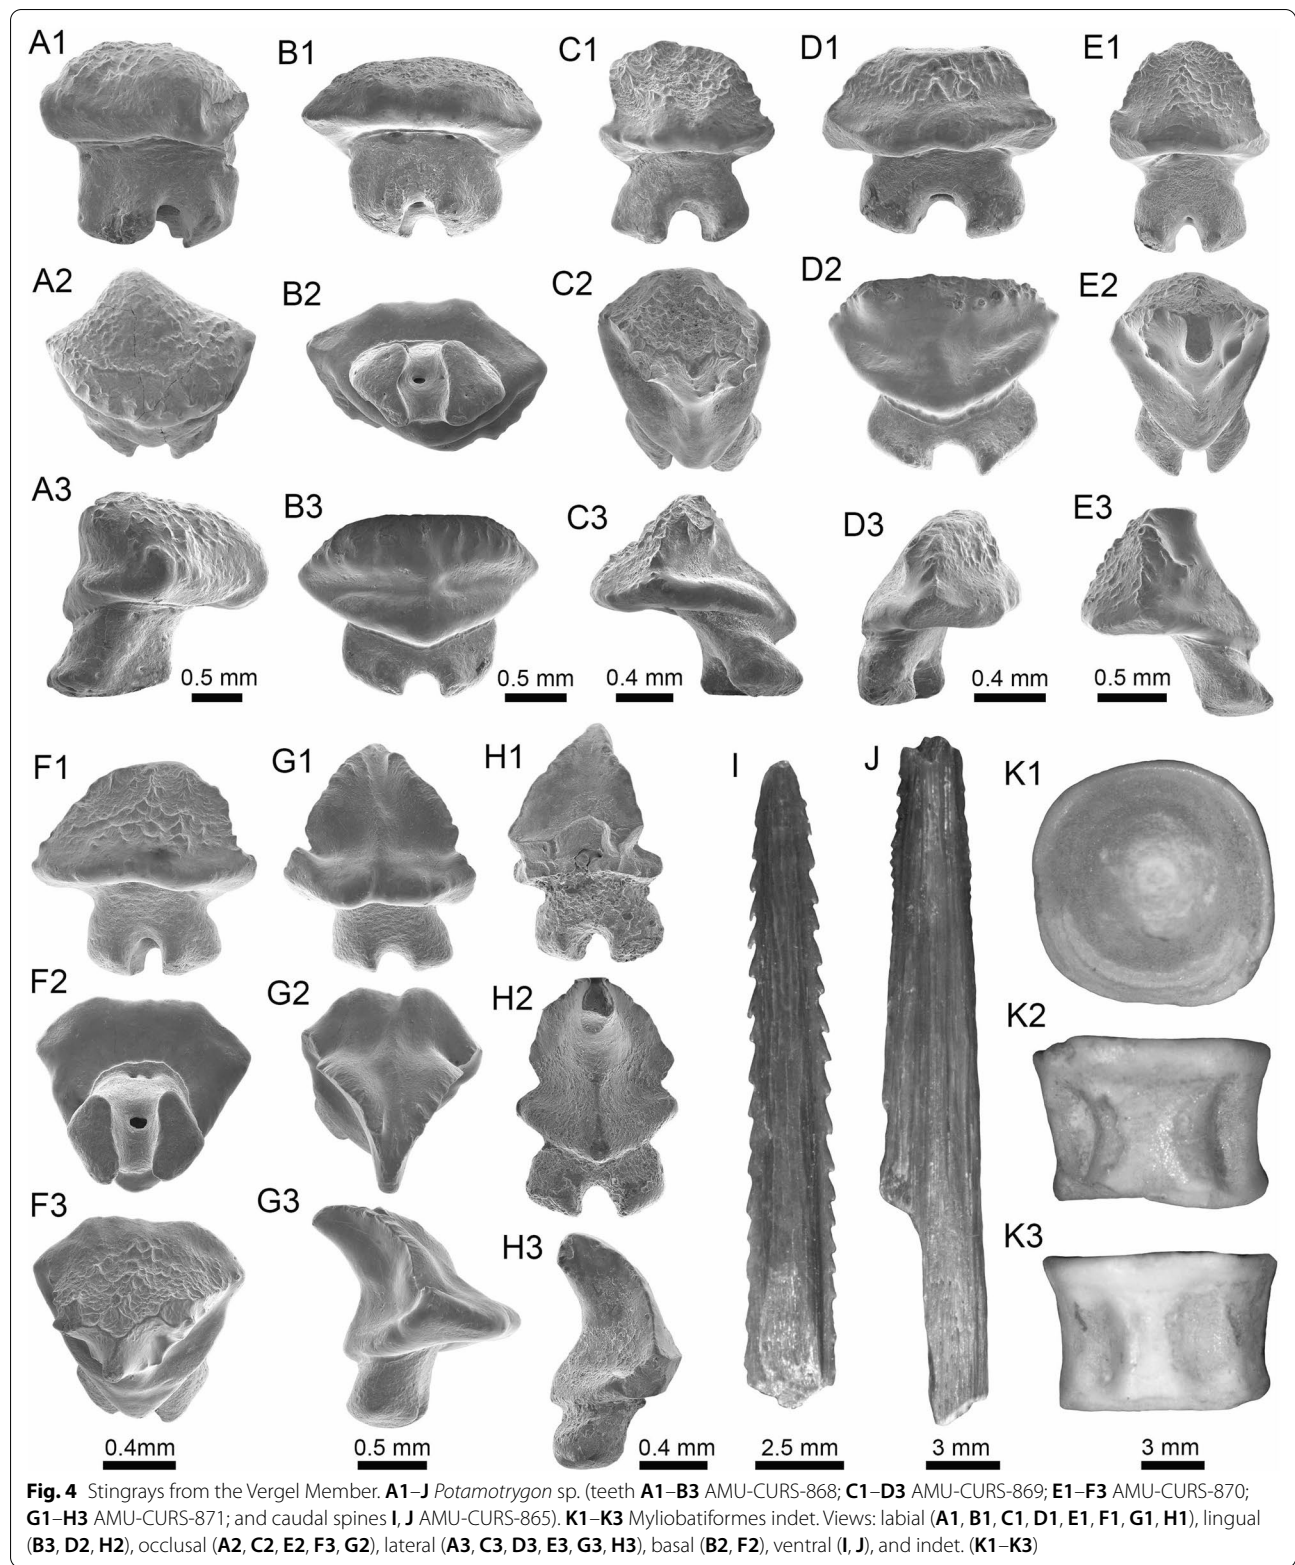 A1 B1 C1 D1 E1
A2 B2 C2 D2 E2
A3 B3 C3 D3 E3
0.5 mm 0.5 mm 0.4 mm 0.4 mm 0.5 mm
F1 G1 H1 I J K1
F2 G2 H2 K2
F3 G3 H3 K3
0.4mm 0.5 mm 0.4 mm 2.5 mm 3 mm 3 mm
Fig. 4 Stingrays from the Vergel Member. A1–J Potamotrygon sp. (teeth A1–B3 AMU-CURS-868; C1–D3 AMU-CURS-869; E1–F3 AMU-CURS-870;
G1–H3 AMU-CURS-871; and caudal spines I, J AMU-CURS-865). K1–K3 Myliobatiformes indet. Views: labial (A1, B1, C1, D1, E1, F1, G1, H1), lingual
(B3, D2, H2), occlusal (A2, C2, E2, F3, G2), lateral (A3, C3, D3, E3, G3, H3), basal (B2, F2), ventral (I, J), and indet. (K1–K3)